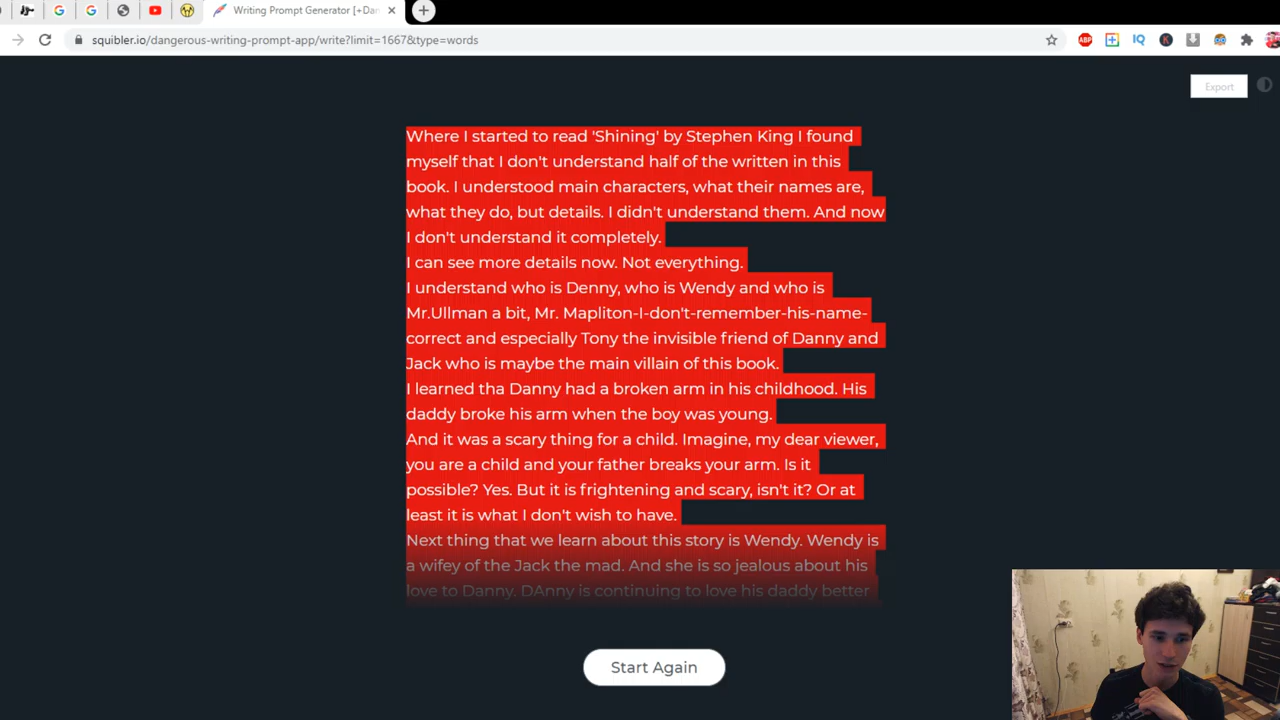 Writing Prompt Generator [+Dan
squibler.io/dangerous-writing-prompt-app/write?limit=1667&type=words
ABP
IQ
K
Export
Where I started to read 'Shining' by Stephen King I found
myself that I don't understand half of the written in this
book. I understood main characters, what their names are,
what they do, but details. I didn't understand them. And now
I don't understand it completely.
I can see more details now. Not everything.
I understand who is Denny, who is Wendy and who is
Mr.Ullman a bit, Mr. Mapliton-I-don't-remember-his-name-
correct and especially Tony the invisible friend of Danny and
Jack who is maybe the main villain of this book.
I learned tha Danny had a broken arm in his childhood. His
daddy broke his arm when the boy was young.
And it was a scary thing for a child. Imagine, my dear viewer,
you are a child and your father breaks your arm. Is it
possible? Yes. But it is frightening and scary, isn't it? Or at
least it is what I don't wish to have.
Next thing that we learn about this story is Wendy. Wendy is
a wifey of the Jack the mad. And she is so jealous about his
love to Danny. DAnny is continuing to love his daddy better
Start Again